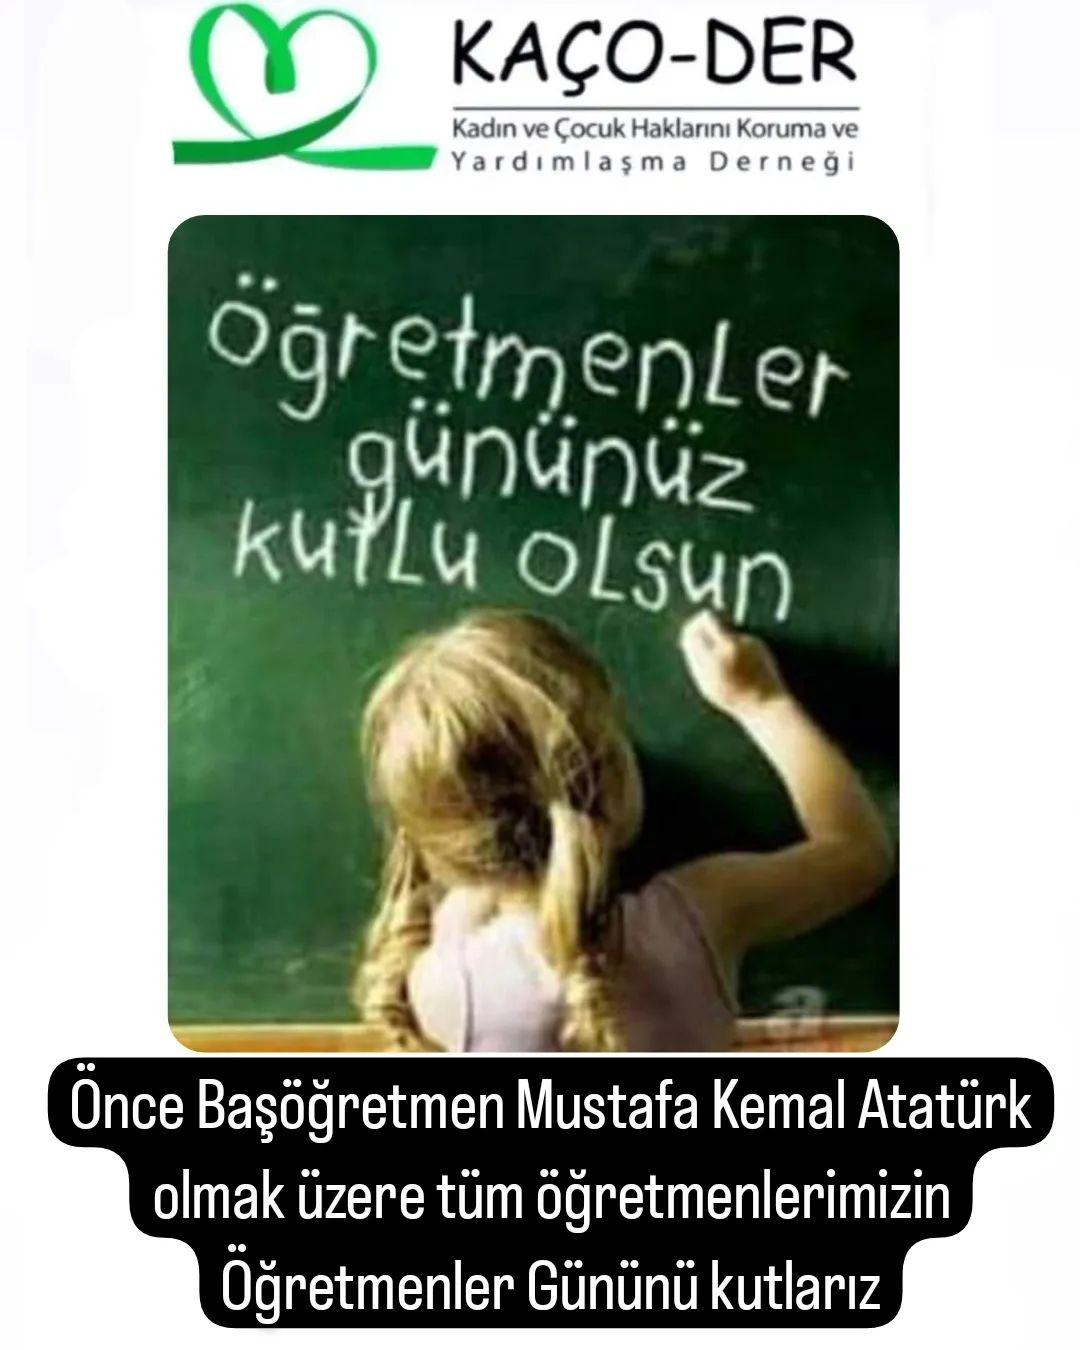 KAÇO-DER
Kadın ve Çocuk Haklarını Koruma ve
Yardımlaşma Derneği
öğretmenler
gününüz
kutlu olsun
Önce Başöğretmen Mustafa Kemal Atatürk
olmak üzere tüm öğretmenlerimizin
Öğretmenler Gününü kutlarız